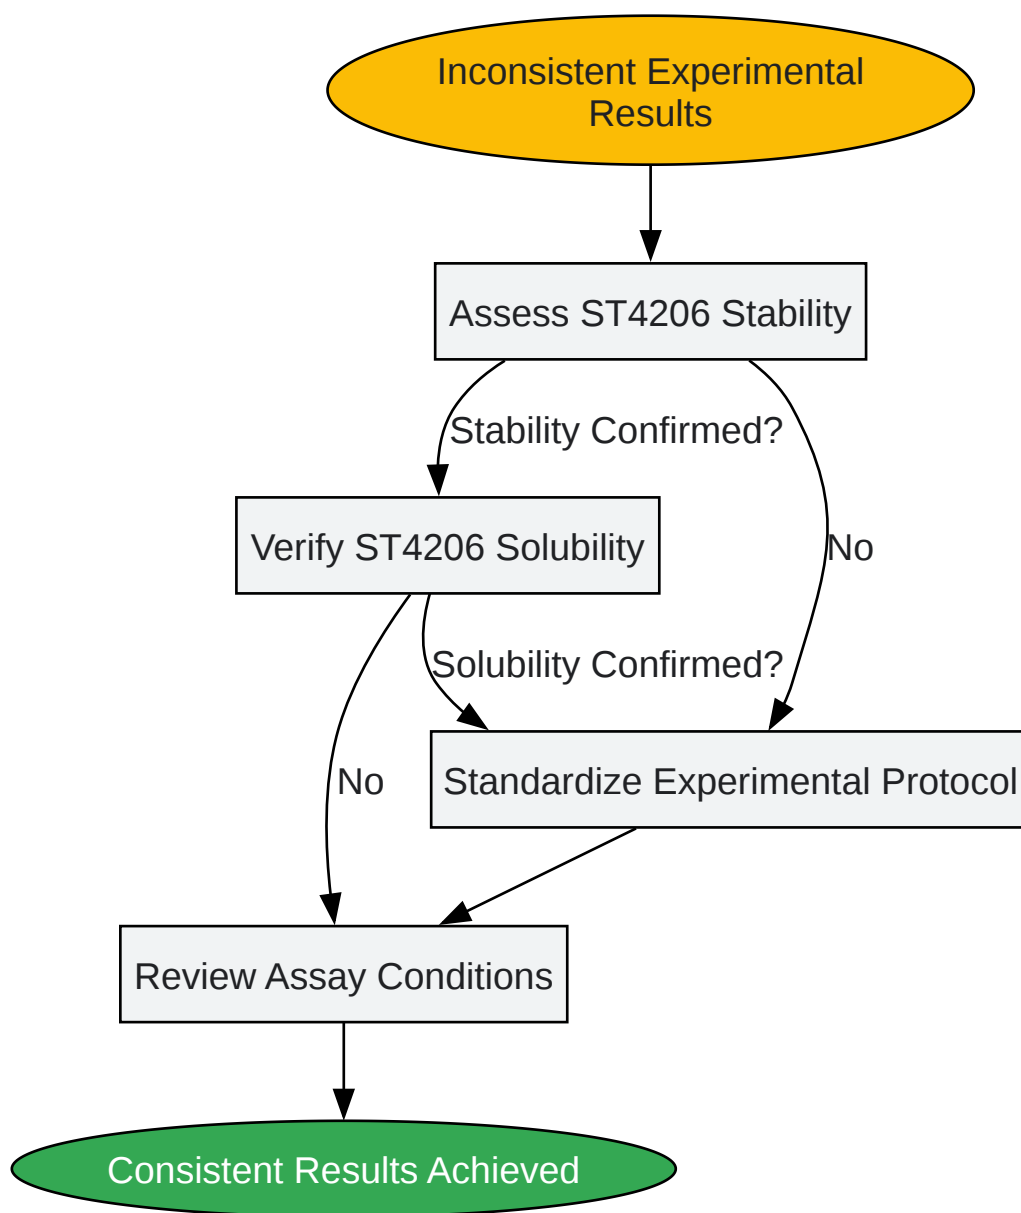 Inconsistent Experimental
Results
Assess ST4206 Stability
Stability Confirmed?
Verify ST4206 Solubility
No
Solubility Confirmed?
No
Standardize Experimental Protocol
Review Assay Conditions
Consistent Results Achieved